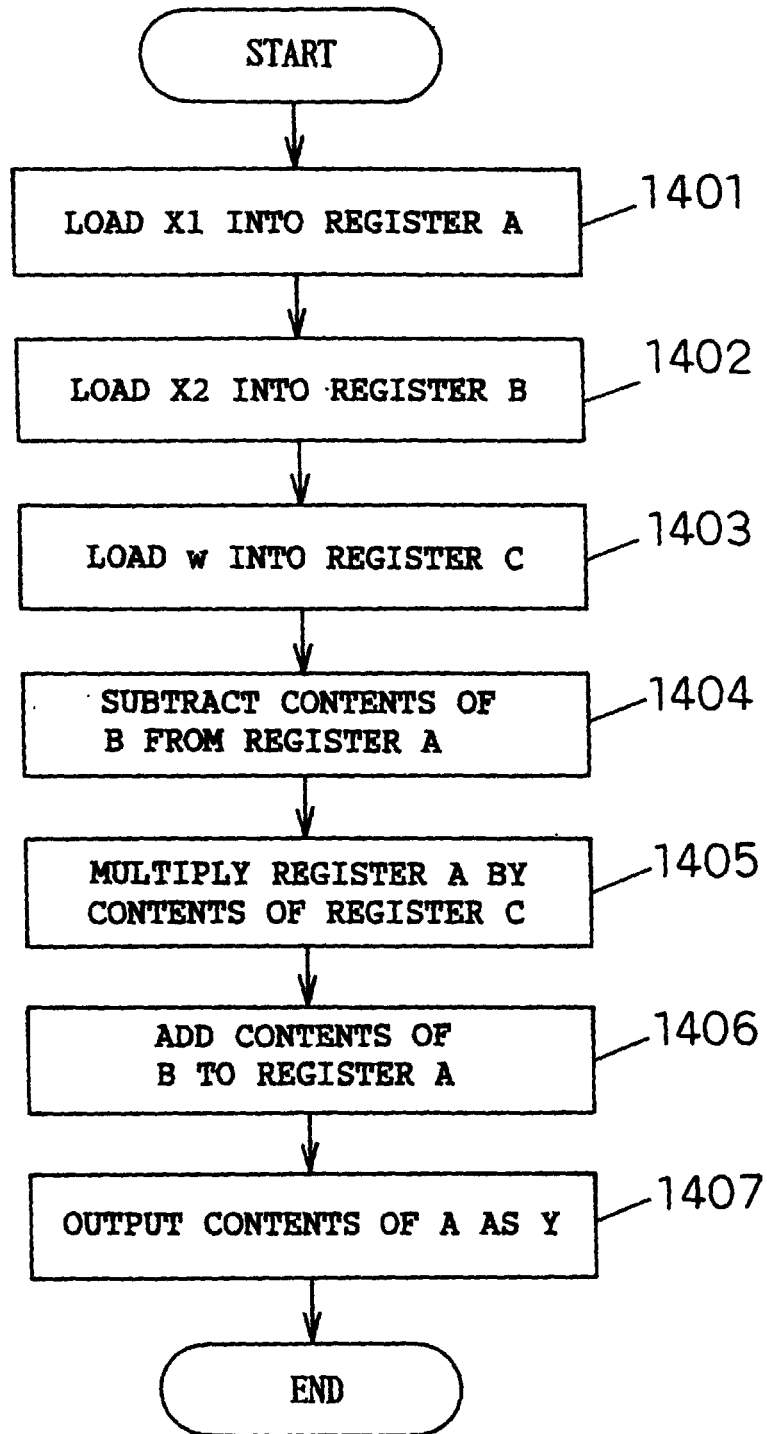 START
LOAD X1 INTO REGISTER A
1401
LOAD X2 INTO REGISTER B
1402
LOAD w INTO REGISTER C
1403
SUBTRACT CONTENTS OF
B FROM REGISTER A
1404
MULTIPLY REGISTER A BY
CONTENTS OF REGISTER C
1405
ADD CONTENTS OF
B TO REGISTER A
1406
OUTPUT CONTENTS OF A AS Y
1407
END